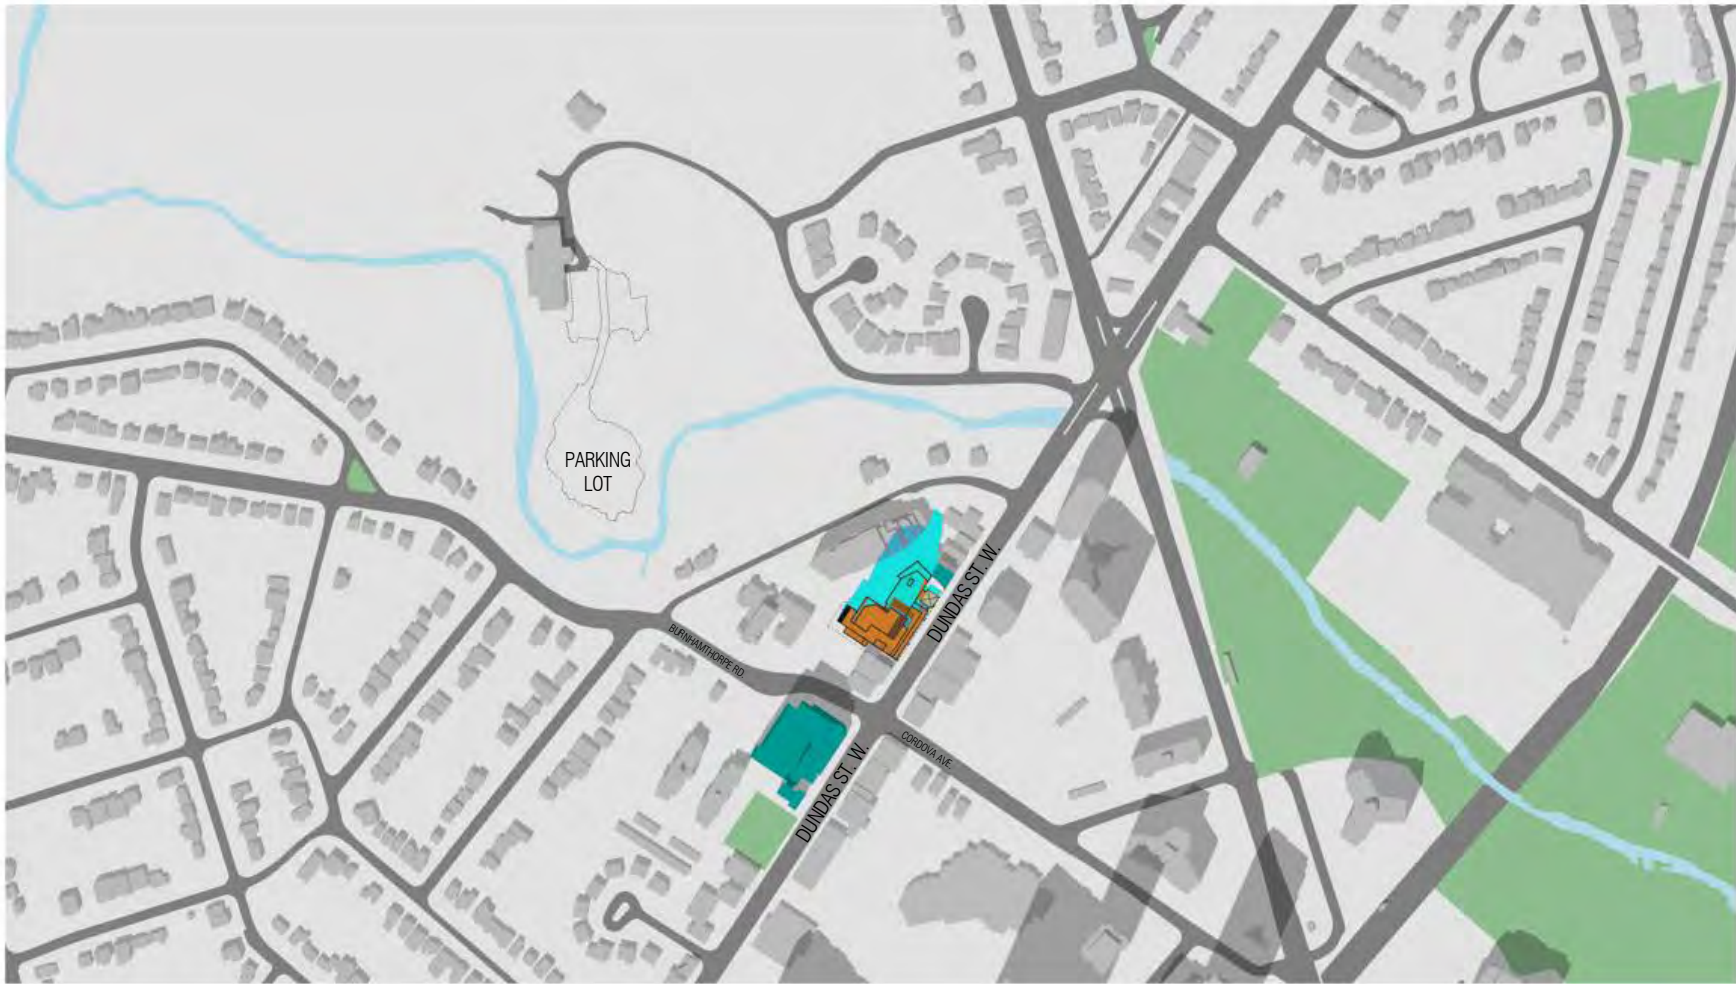 PARKING
LOT
DUNDAS ST. W.
BURNHAMTHORPE RD.
CORDOVA AVE.
DUNDAS ST. W.